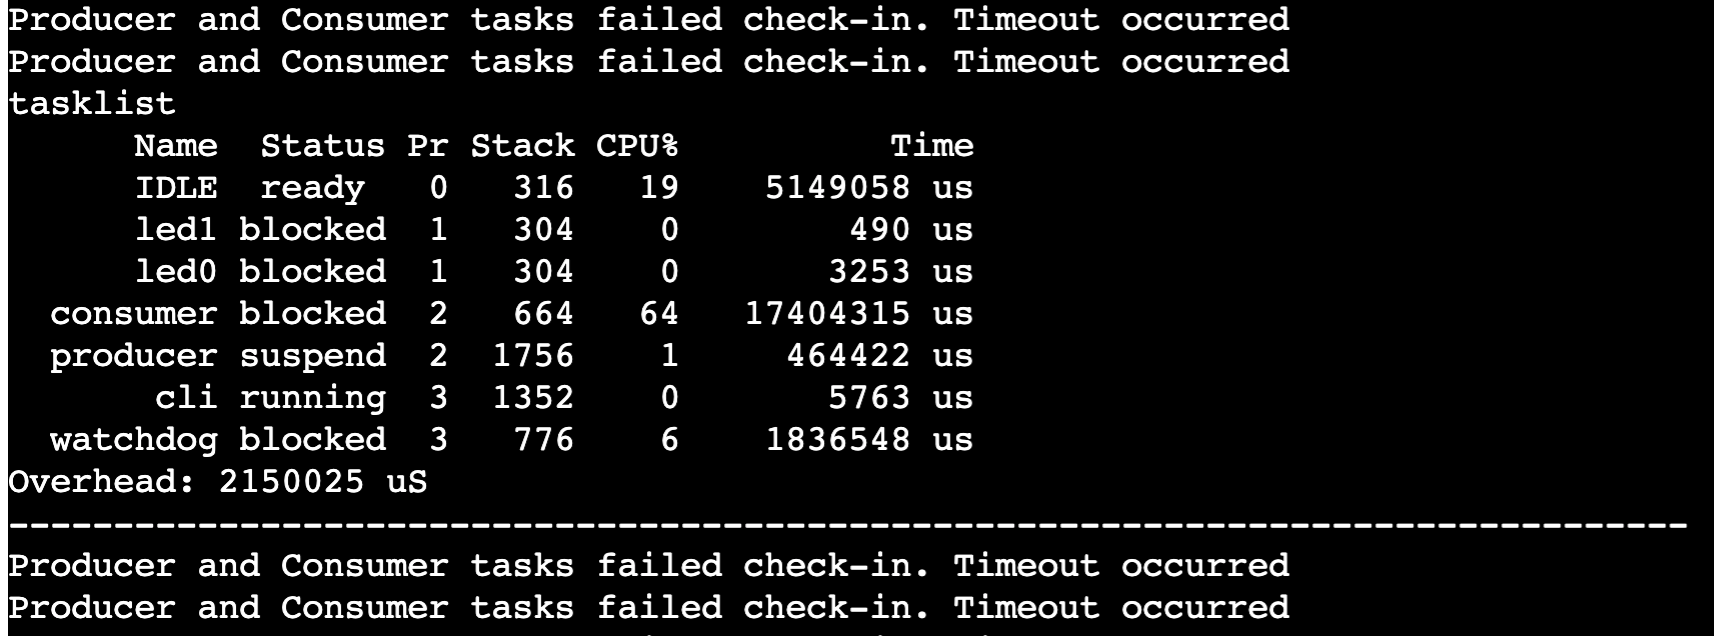 Producer and Consumer tasks failed check-in. Timeout occurred
Producer and Consumer tasks failed check-in. Timeout occurred
tasklist
Name Status Pr Stack CPU% Time
IDLE ready 0 316 19 5149058 us
led1 blocked 1 304 0 490 us
led0 blocked 1 304 0 3253 us
consumer blocked 2 664 64 17404315 us
producer suspend 2 1756 1 464422 us
cli running 3 1352 0 5763 us
watchdog blocked 3 776 6 1836548 us
Overhead: 2150025 uS
--------------------------------------------------------------------------------
Producer and Consumer tasks failed check-in. Timeout occurred
Producer and Consumer tasks failed check-in. Timeout occurred